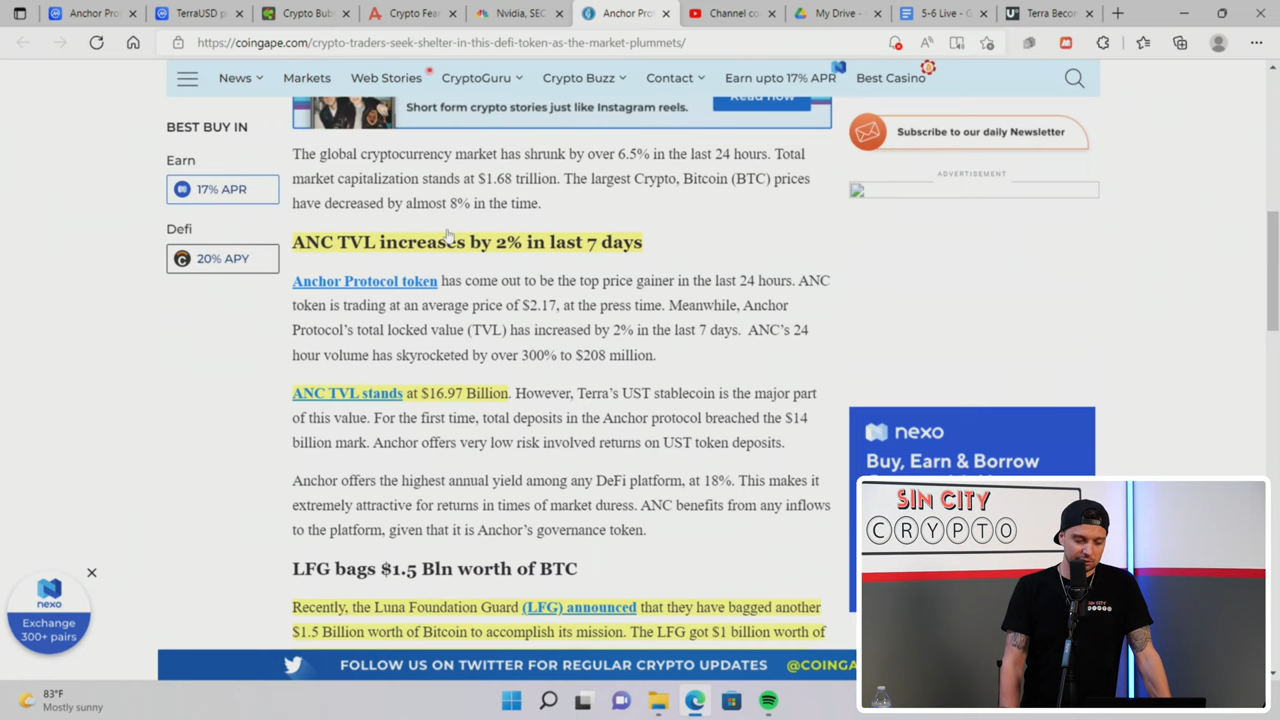 Anchor Pro
TerraUSD p
Crypto Bub
Crypto Fea
Nvidia, SEC
Anchor Pro
Channel co
My Drive -
5-6 Live - G
Terra Becon
https://coingape.com/crypto-traders-seek-shelter-in-this-defi-token-as-the-market-plummets/
News
Markets
Web Stories
CryptoGuru
Crypto Buzz
Contact
Earn upto 17% APR
Best Casino
Short form crypto stories just like Instagram reels.
Read now
BEST BUY IN
Earn
17% APR
Defi
20% APY
The global cryptocurrency market has shrunk by over 6.5% in the last 24 hours. Total
market capitalization stands at $1.68 trillion. The largest Crypto, Bitcoin (BTC) prices
have decreased by almost 8% in the time.
ANC TVL increases by 2% in last 7 days
Anchor Protocol token has come out to be the top price gainer in the last 24 hours. ANC
token is trading at an average price of $2.17, at the press time. Meanwhile, Anchor
Protocol's total locked value (TVL) has increased by 2% in the last 7 days. ANC's 24
hour volume has skyrocketed by over 300% to $208 million.
ANC TVL stands at $16.97 Billion. However, Terra's UST stablecoin is the major part
of this value. For the first time, total deposits in the Anchor protocol breached the $14
billion mark. Anchor offers very low risk involved returns on UST token deposits.
Anchor offers the highest annual yield among any DeFi platform, at 18%. This makes it
extremely attractive for returns in times of market duress. ANC benefits from any inflows
to the platform, given that it is Anchor's governance token.
LFG bags $1.5 Bln worth of BTC
Recently, the Luna Foundation Guard (LFG) announced that they have bagged another
$1.5 Billion worth of Bitcoin to accomplish its mission. The LFG got $1 billion worth of
Subscribe to our daily Newsletter
ADVERTISEMENT
nexo
Buy, Earn & Borrow
nexo
Exchange
300+ pairs
FOLLOW US ON TWITTER FOR REGULAR CRYPTO UPDATES
@COINGA
SIN CITY
CRYPTO
SIN CITY
CRYPTO
83°F
Mostly sunny